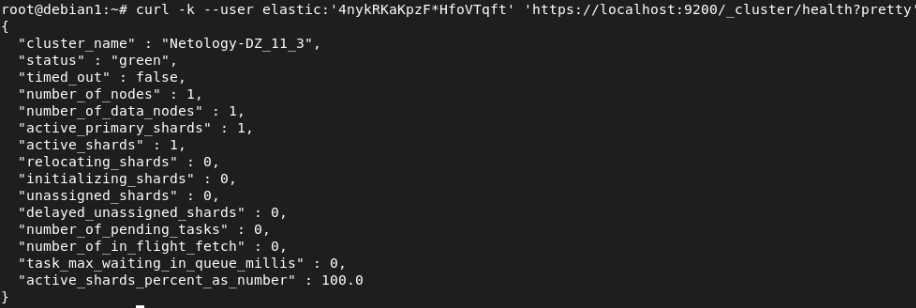 root@debian1:~# curl -k --user elastic:'4nykRKaKpzF*HfoVTqft' 'https://localhost:9200/_cluster/health?pretty'
{
  "cluster_name" : "Netology-DZ_11_3",
  "status" : "green",
  "timed_out" : false,
  "number_of_nodes" : 1,
  "number_of_data_nodes" : 1,
  "active_primary_shards" : 1,
  "active_shards" : 1,
  "relocating_shards" : 0,
  "initializing_shards" : 0,
  "unassigned_shards" : 0,
  "delayed_unassigned_shards" : 0,
  "number_of_pending_tasks" : 0,
  "number_of_in_flight_fetch" : 0,
  "task_max_waiting_in_queue_millis" : 0,
  "active_shards_percent_as_number" : 100.0
}